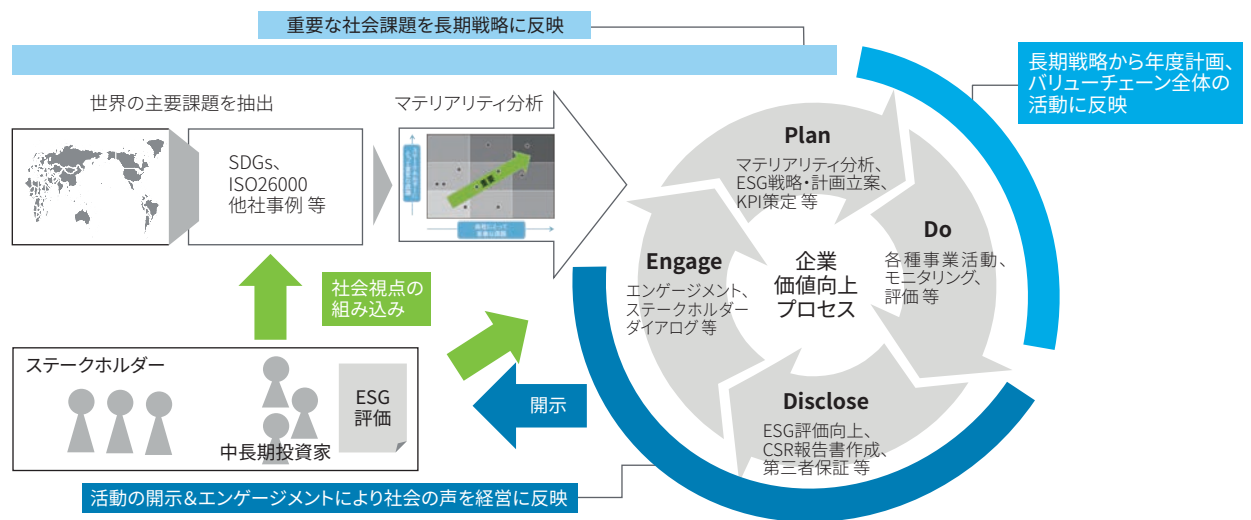 重要な社会課題を長期戦略に反映
長期戦略から年度計画、
バリューチェーン全体の
活動に反映
世界の主要課題を抽出
マテリアリティ分析
SDGs、
ISO26000
他社事例 等
重要
Plan
マテリアリティ分析、
ESG戦略・計画立案、
KPI策定 等
Do
各種事業活動、
モニタリング、
評価 等
Engage
エンゲージメント、
ステークホルダー
ダイアログ 等
企業
価値向上
プロセス
Disclose
ESG評価向上、
CSR報告書作成、
第三者保証 等
社会視点の
組み込み
ステークホルダー
中長期投資家
ESG
評価
開示
活動の開示&エンゲージメントにより社会の声を経営に反映